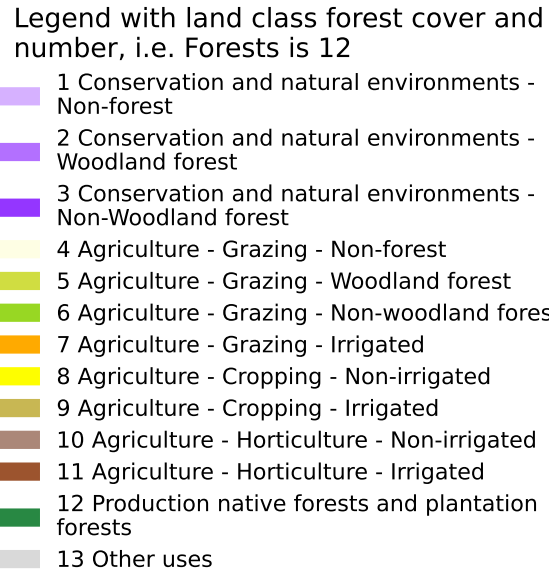 Legend with land class forest cover and
number, i.e. Forests is 12
1 Conservation and natural environments -
Non-forest
2 Conservation and natural environments -
Woodland forest
3 Conservation and natural environments -
Non-Woodland forest
4 Agriculture - Grazing - Non-forest
5 Agriculture - Grazing - Woodland forest
6 Agriculture - Grazing - Non-woodland fores
7 Agriculture - Grazing - Irrigated
8 Agriculture - Cropping - Non-irrigated
9 Agriculture - Cropping - Irrigated
10 Agriculture - Horticulture - Non-irrigated
11 Agriculture - Horticulture - Irrigated
12 Production native forests and plantation
forests
13 Other uses